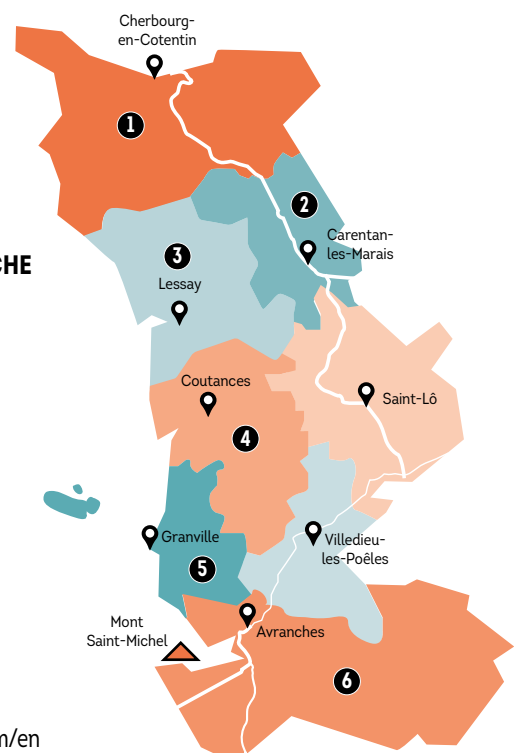 Cherbourg-
en-Cotentin
1
2
Carentan-
les-Marais
3
CHE
Lessay
Coutances
Saint-Lô
4
Granville
Villedieu-
les-Poêles
5
Mont
Saint-Michel
Avranches
6
m/en